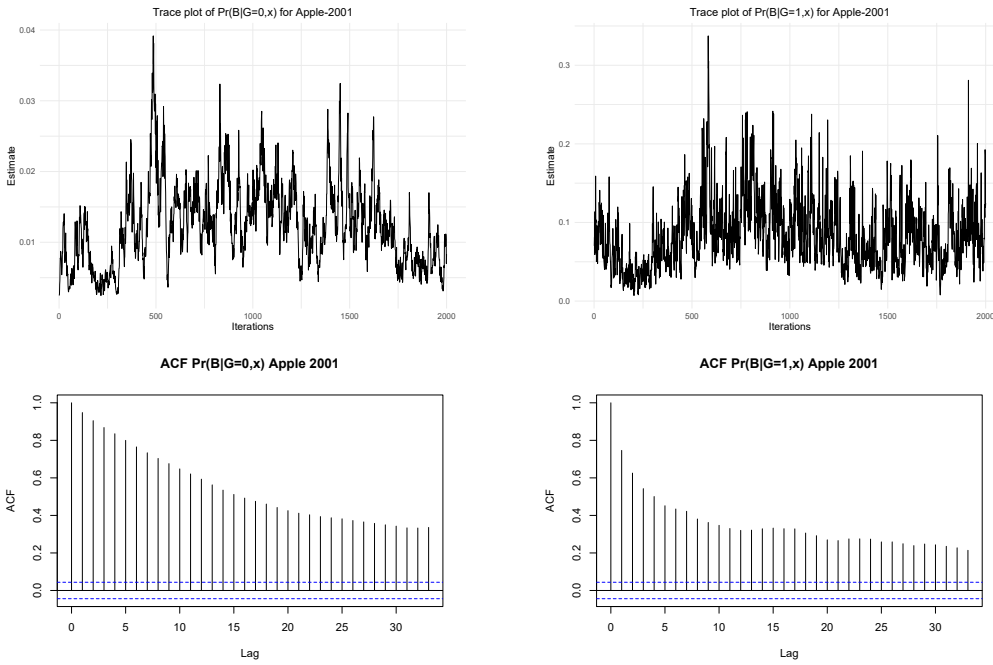 Trace plot of Pr(B|G=0,x) for Apple-2001
Estimate
0.04
0.03
0.02
0.01
0 500 1000 1500 2000
Iterations
Trace plot of Pr(B|G=1,x) for Apple-2001
Estimate
0.3
0.2
0.1
0.0
0 500 1000 1500 2000
Iterations
ACF Pr(B|G=0,x) Apple 2001
ACF
1.0
0.8
0.6
0.4
0.2
0.0
0 5 10 15 20 25 30
Lag
ACF Pr(B|G=1,x) Apple 2001
ACF
1.0
0.8
0.6
0.4
0.2
0.0
0 5 10 15 20 25 30
Lag